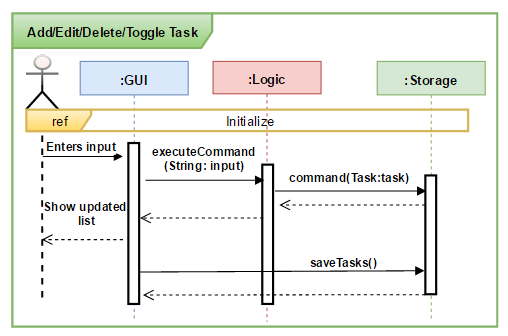 Add/Edit/Delete/Toggle Task
:GUI
:Logic
:Storage
ref
Initialize
Enters input
executeCommand
(String: input)
command(Task:task)
Show updated
list
saveTasks()